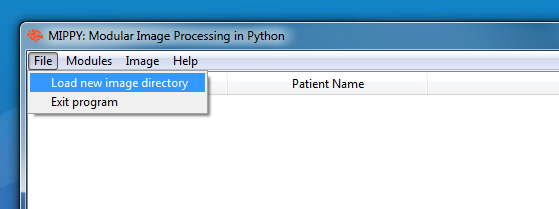 MIPPY: Modular Image Processing in Python
File Modules Image Help
Load new image directory
Patient Name
Exit program